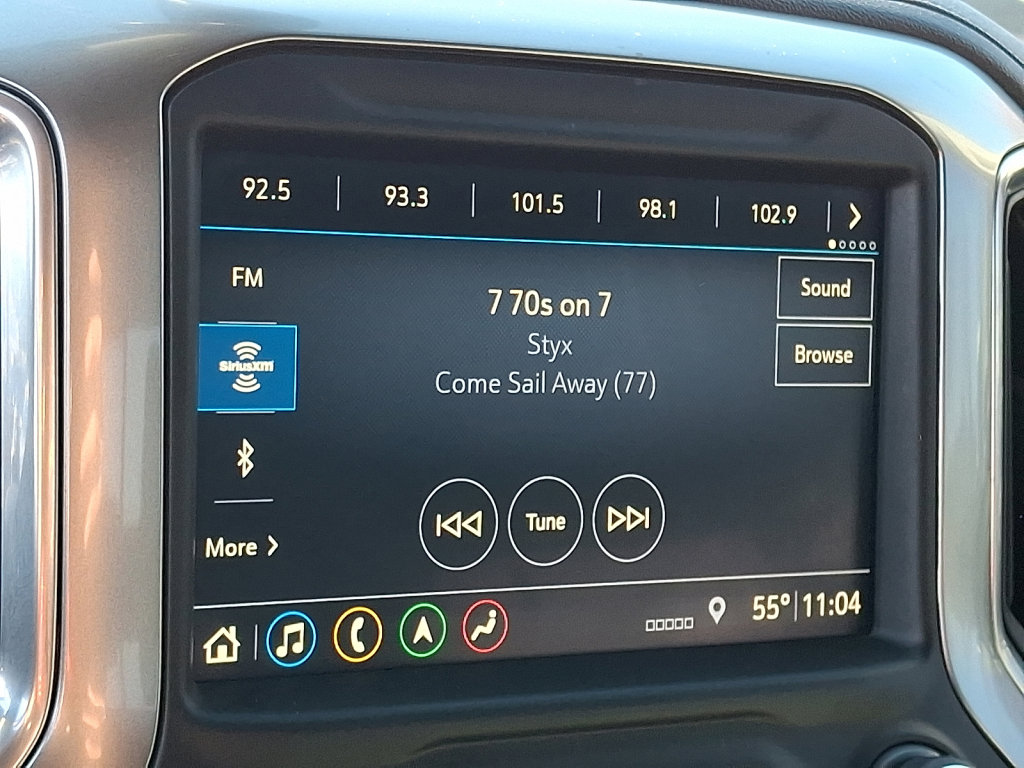 92.5 93.3 101.5 98.1 102.9
FM
7 70s on 7
Styx
Come Sail Away (77)
Sound
Browse
SiriusXM
Tune
More
55° 11:04